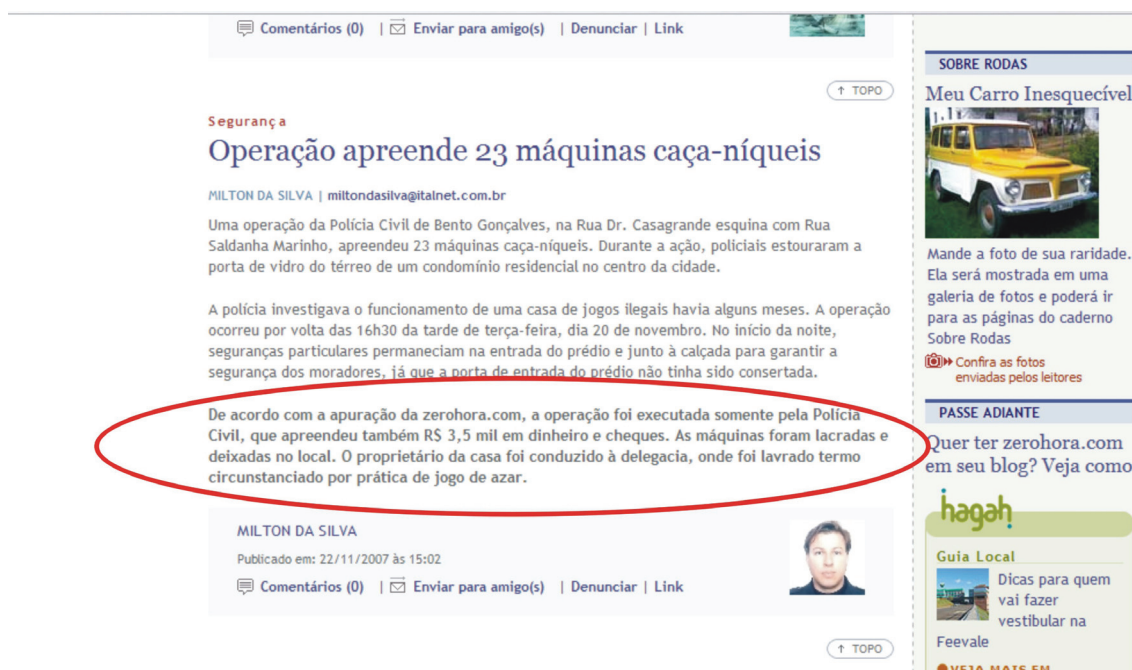 Comentários (0) | Enviar para amigo(s) | Denunciar | Link
↑ TOPO
Segurança
Operação apreende 23 máquinas caça-níqueis
MILTON DA SILVA | miltondasilva@italnet.com.br
Uma operação da Polícia Civil de Bento Gonçalves, na Rua Dr. Casagrande esquina com Rua
Saldanha Marinho, apreendeu 23 máquinas caça-níqueis. Durante a ação, policiais estouraram a
porta de vidro do térreo de um condomínio residencial no centro da cidade.
A polícia investigava o funcionamento de uma casa de jogos ilegais havia alguns meses. A operação
ocorreu por volta das 16h30 da tarde de terça-feira, dia 20 de novembro. No início da noite,
seguranças particulares permaneciam na entrada do prédio e junto à calçada para garantir a
segurança dos moradores, já que a porta de entrada do prédio não tinha sido consertada.
De acordo com a apuração da zerohora.com, a operação foi executada somente pela Polícia
Civil, que apreendeu também R$ 3,5 mil em dinheiro e cheques. As máquinas foram lacradas e
deixadas no local. O proprietário da casa foi conduzido à delegacia, onde foi lavrado termo
circunstanciado por prática de jogo de azar.
MILTON DA SILVA
Publicado em: 22/11/2007 às 15:02
Comentários (0) | Enviar para amigo(s) | Denunciar | Link
↑ TOPO
SOBRE RODAS
Meu Carro Inesquecível
Mande a foto de sua raridade.
Ela será mostrada em uma
galeria de fotos e poderá ir
para as páginas do caderno
Sobre Rodas
Confira as fotos
enviadas pelos leitores
PASSE ADIANTE
Quer ter zerohora.com
em seu blog? Veja como
hagah
Guia Local
Dicas para quem
vai fazer
vestibular na
Feevale
VEJA MAIS EM